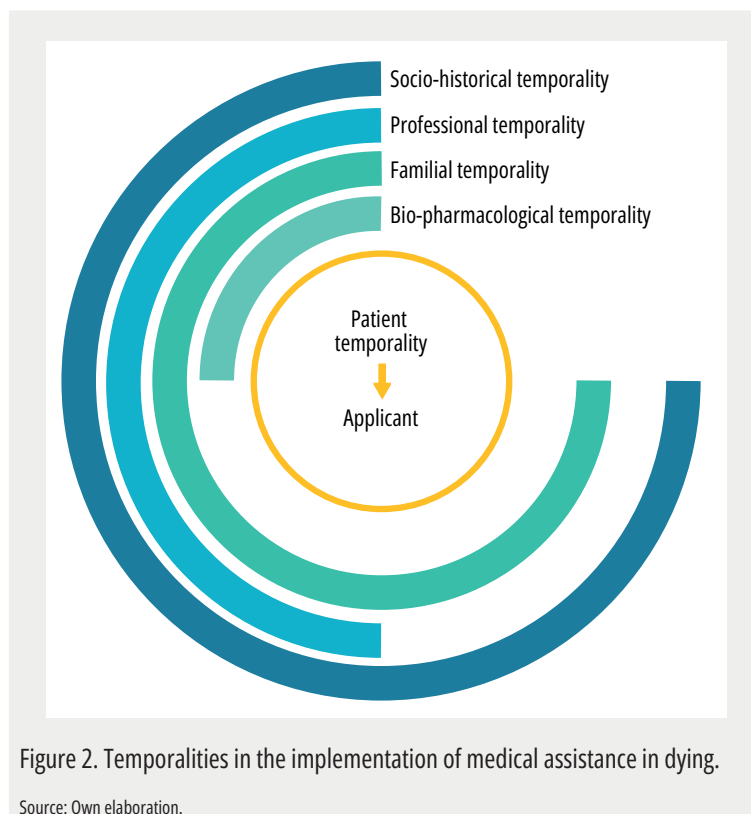 Socio-historical temporality
Professional temporality
Familial temporality
Bio-pharmacological temporality
Patient
temporality
Applicant
Figure 2. Temporalities in the implementation of medical assistance in dying.
Source: Own elaboration.